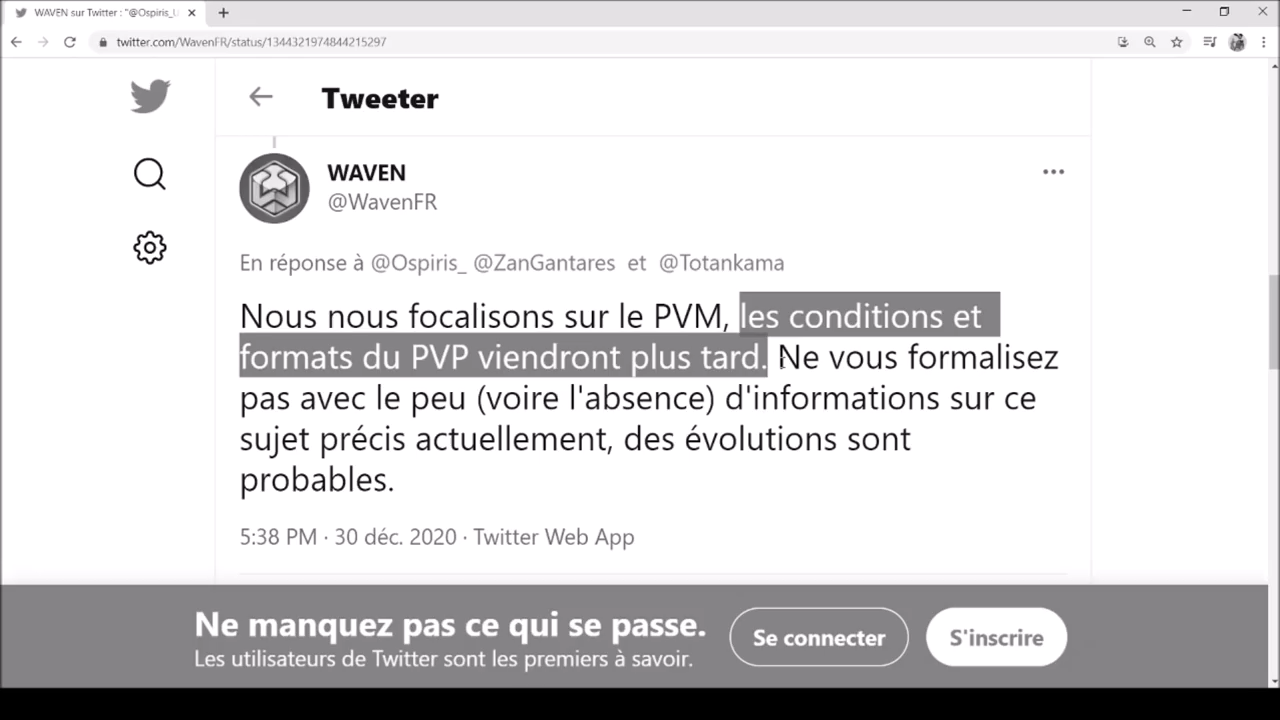 WAVEN sur Twitter : "@Ospiris_U
twitter.com/WavenFR/status/1344321974844215297
Tweeter
WAVEN
@WavenFR
En réponse à @Ospiris_ @ZanGantares et @Totankama
Nous nous focalisons sur le PVM, les conditions et
formats du PVP viendront plus tard. Ne vous formalisez
pas avec le peu (voire l'absence) d'informations sur ce
sujet précis actuellement, des évolutions sont
probables.
5:38 PM · 30 déc. 2020 · Twitter Web App
Ne manquez pas ce qui se passe.
Les utilisateurs de Twitter sont les premiers à savoir.
Se connecter
S'inscrire